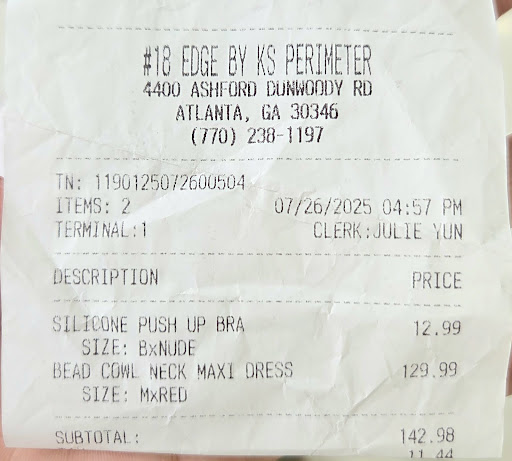 #18 EDGE BY KS PERIMETER
4400 ASHFORD DUNWOODY RD
ATLANTA, GA 30346
(770) 238-1197
TN: 1190125072600504
ITEMS: 2 07/26/2025 04:57 PM
TERMINAL:1 CLERK:JULIE YUN
DESCRIPTION PRICE
SILICONE PUSH UP BRA 12.99
SIZE: BxNUDE
BEAD COWL NECK MAXI DRESS 129.99
SIZE: MxRED
SUBTOTAL: 142.98
11.44